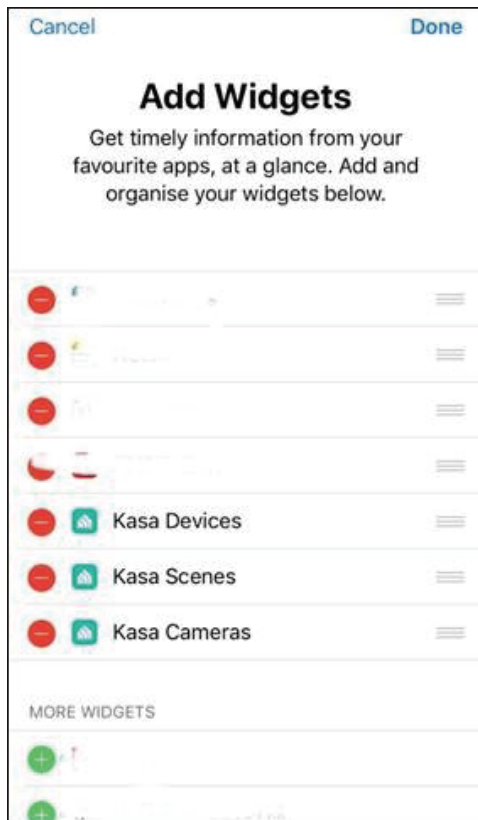 Cancel
Done
Add Widgets
Get timely information from your
favourite apps, at a glance. Add and
organise your widgets below.
Kasa Devices
Kasa Scenes
Kasa Cameras
MORE WIDGETS